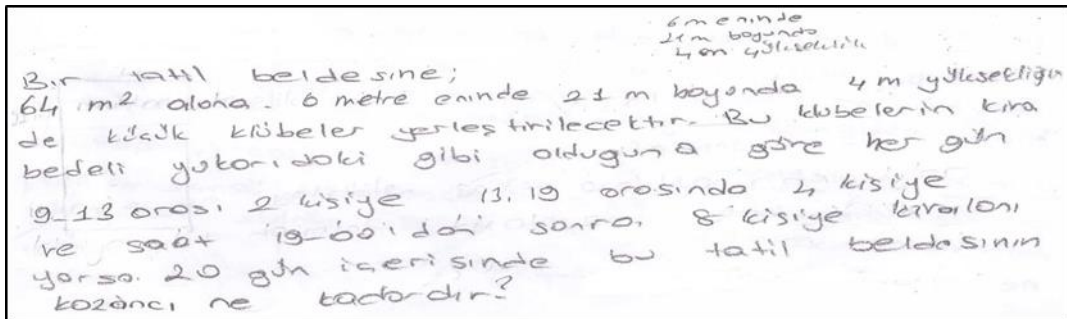 6 m eninde
21 m boyunda
4 m yükseklik
Bir tatil beldesine;
64 m² alana 6 metre eninde 21 m boyunda 4 m yüksekliğin
de küçük klübeler yerleştirilecektir. Bu klubelerin kira
bedeli yukarıdaki gibi olduguna göre her gün
9-13 arası 2 kişiye 13.19 arasında 4 kişiye
ve saat 19-00'dan sonra 8 kişiye kiralanı
yorsa. 20 gün içerisinde bu tatil beldesinin
kazancı ne kadardır?